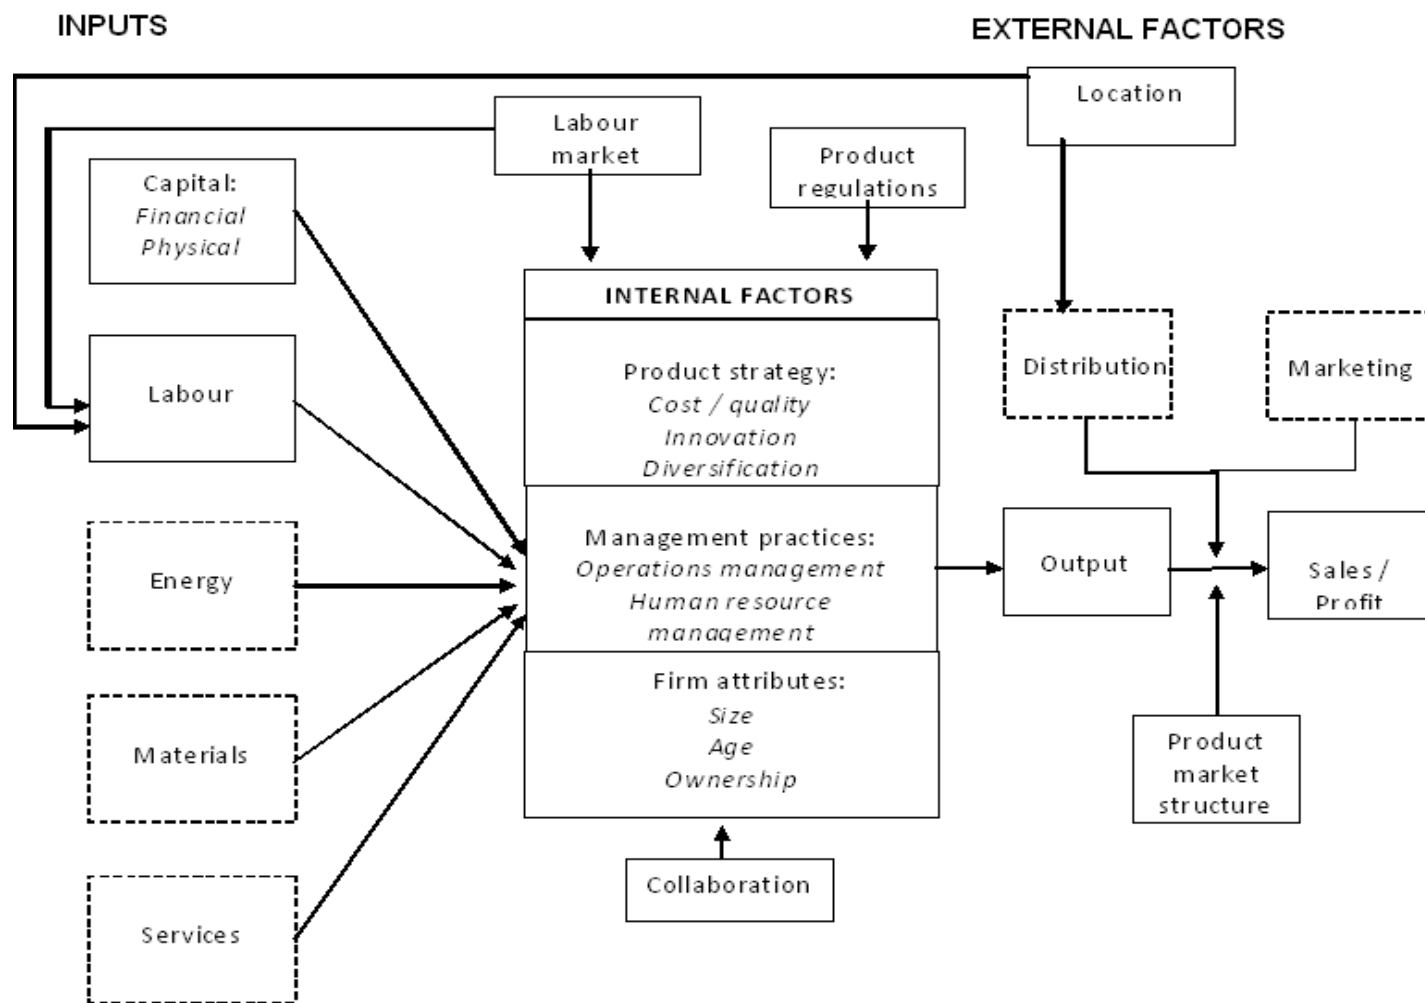 INPUTS
EXTERNAL FACTORS
Location
Labour
market
Product
regulations
Capital:
Financial
Physical
INTERNAL FACTORS
Labour
Product strategy:
Cost / quality
Innovation
Diversification
Distribution
Marketing
Energy
Management practices:
Operations management
Human resource
management
Output
Sales /
Profit
Materials
Firm attributes:
Size
Age
Ownership
Product
market
structure
Services
Collaboration